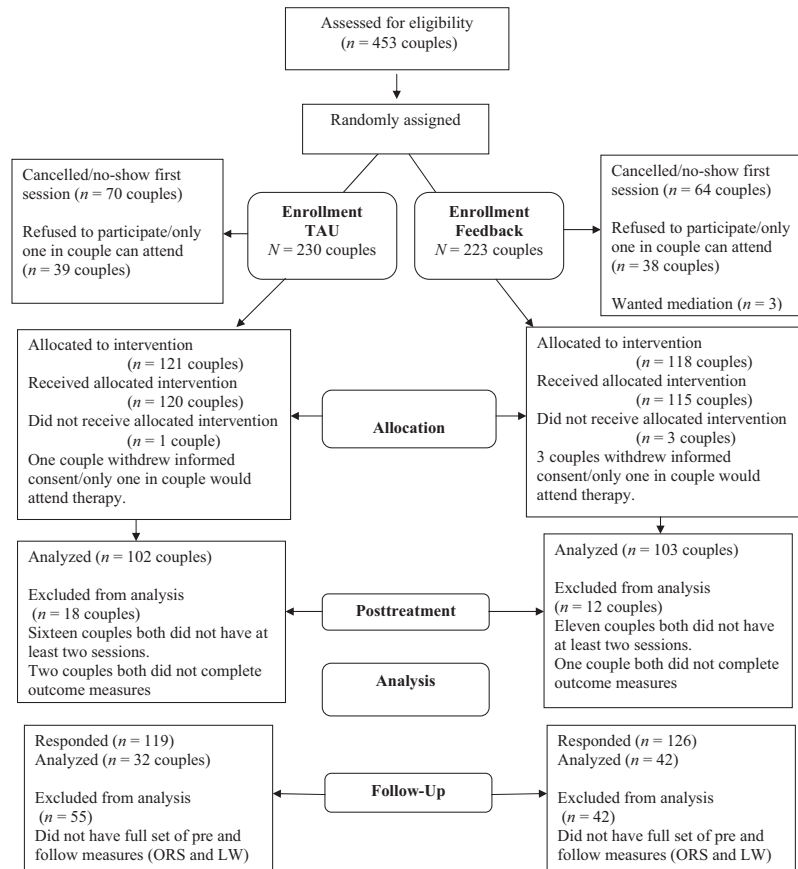 Assessed for eligibility
(n = 453 couples)
Randomly assigned
Cancelled/no-show first
session (n = 70 couples)
Refused to participate/only
one in couple can attend
(n = 39 couples)
Enrollment
TAU
N = 230 couples
Enrollment
Feedback
N = 223 couples
Cancelled/no-show first
session (n = 64 couples)
Refused to participate/only
one in couple can attend
(n = 38 couples)
Wanted mediation (n = 3)
Allocated to intervention
(n = 121 couples)
Received allocated intervention
(n = 120 couples)
Did not receive allocated intervention
(n = 1 couple)
One couple withdrew informed
consent/only one in couple would
attend therapy.
Allocation
Allocated to intervention
(n = 118 couples)
Received allocated intervention
(n = 115 couples)
Did not receive allocated intervention
(n = 3 couples)
3 couples withdrew informed
consent/only one in couple would
attend therapy.
Analyzed (n = 102 couples)
Excluded from analysis
(n = 18 couples)
Sixteen couples both did not have at
least two sessions.
Two couples both did not complete
outcome measures
Posttreatment
Analysis
Analyzed (n = 103 couples)
Excluded from analysis
(n = 12 couples)
Eleven couples both did not have
at least two sessions.
One couple both did not complete
outcome measures
Responded (n = 119)
Analyzed (n = 32 couples)
Excluded from analysis
(n = 55)
Did not have full set of pre and
follow measures (ORS and LW)
Follow-Up
Responded (n = 126)
Analyzed (n = 42)
Excluded from analysis
(n = 42)
Did not have full set of pre and
follow measures (ORS and LW)